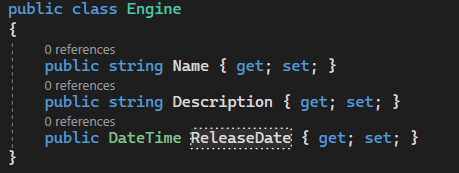 public class Engine
{
0 references
public string Name { get; set; }
0 references
public string Description { get; set; }
0 references
public DateTime ReleaseDate { get; set; }
}